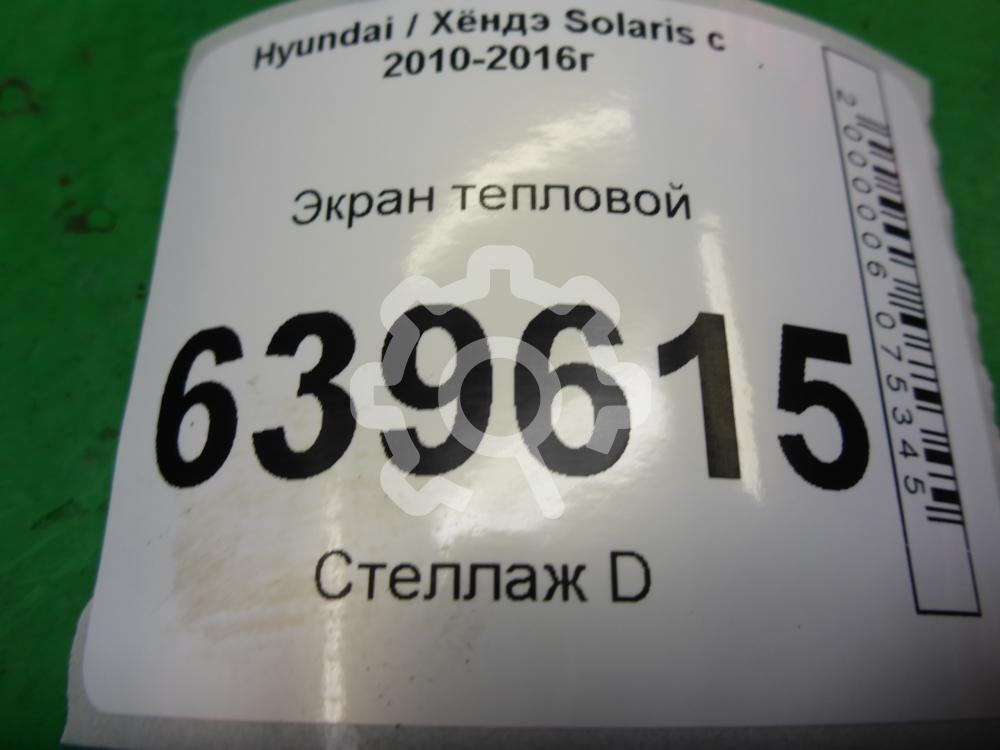 Hyundai / Хёндэ Solaris с
2010-2016г
Экран тепловой
639615
Стеллаж D
2000006075345